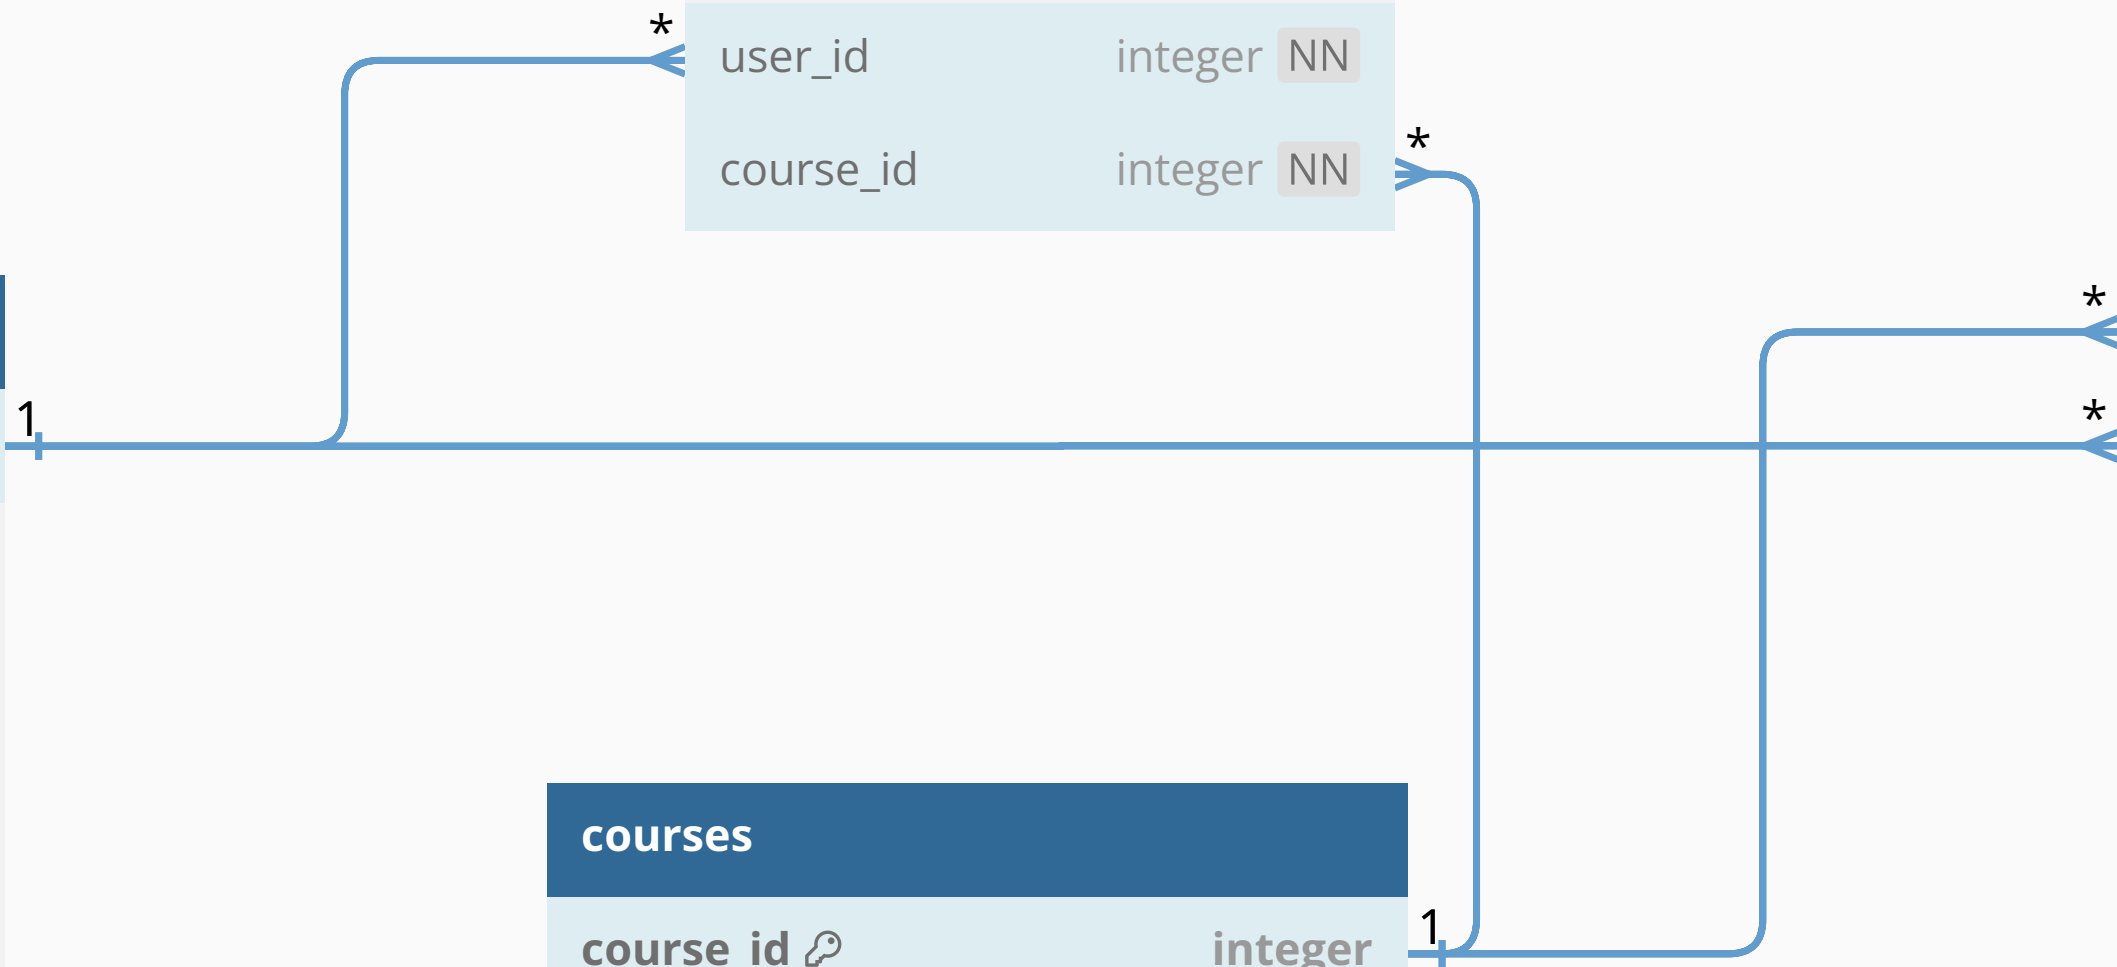 *
user_id integer NN
*
course_id integer NN
*
1
*
courses
1
course_id integer